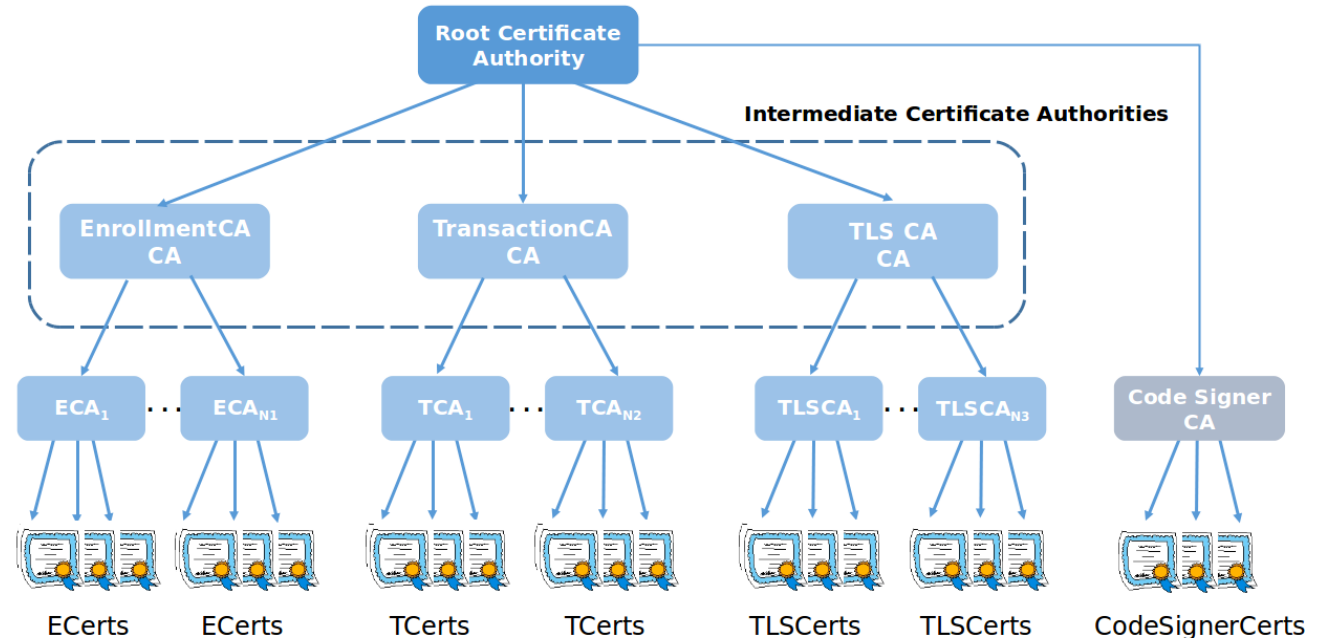 Root Certificate
Authority
Intermediate Certificate Authorities
EnrollmentCA
CA
TransactionCA
CA
TLS CA
CA
ECA1 ... ECAN1
TCA1 ... TCAN2
TLSCA1 ... TLSCAN3
Code Signer
CA
ECerts
ECerts
TCerts
TCerts
TLSCerts
TLSCerts
CodeSignerCerts